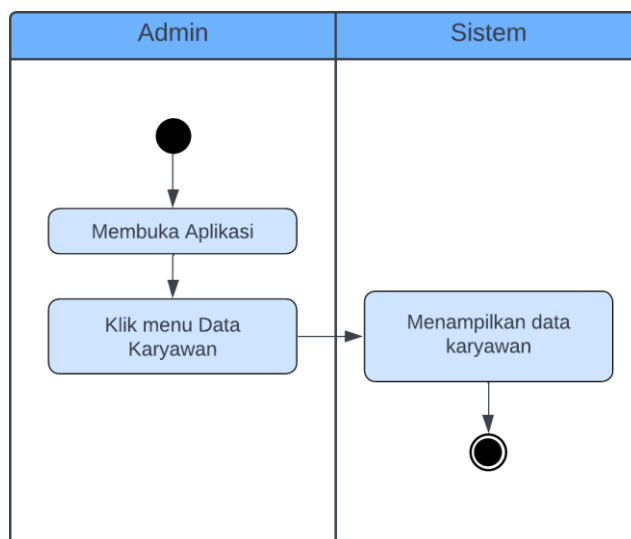 Admin
Sistem
Membuka Aplikasi
Klik menu Data
Karyawan
Menampilkan data
karyawan